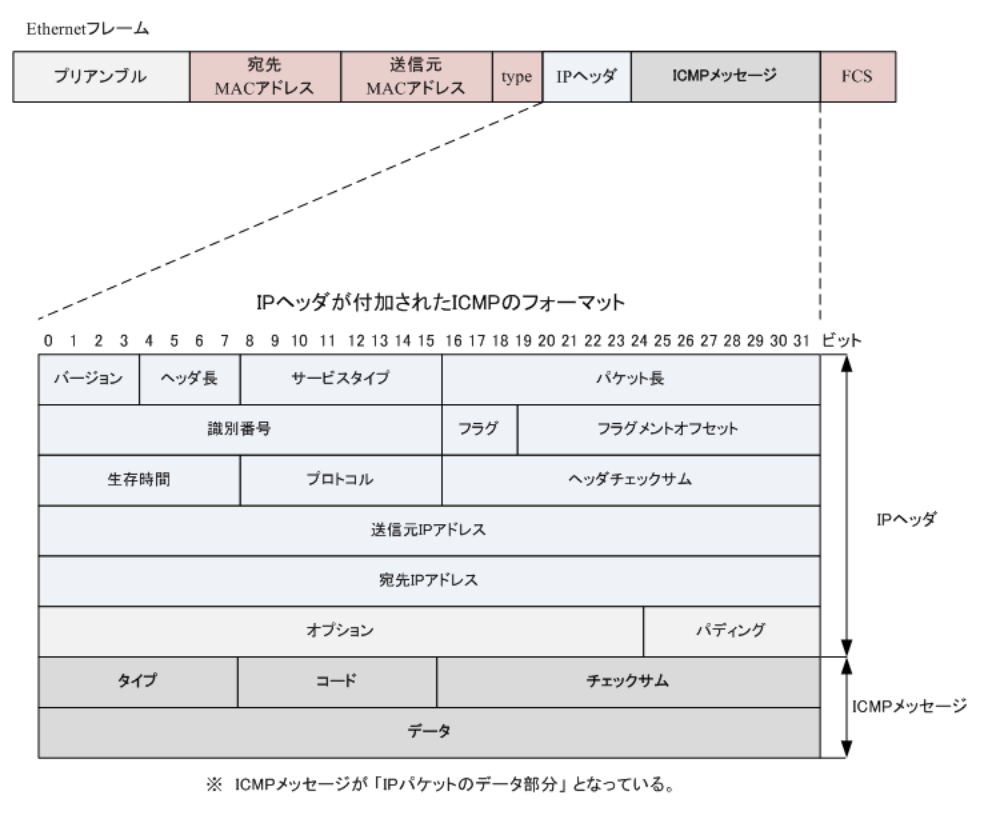 Ethernetフレーム
プリアンブル
宛先
MACアドレス
送信元
MACアドレス
type
IPヘッダ
ICMPメッセージ
FCS
IPヘッダが付加されたICMPのフォーマット
0 1 2 3 4 5 6 7 8 9 10 11 12 13 14 15 16 17 18 19 20 21 22 23 24 25 26 27 28 29 30 31 ビット
バージョン ヘッダ長 サービスタイプ パケット長
識別番号 フラグ フラグメントオフセット
生存時間 プロトコル ヘッダチェックサム
送信元IPアドレス
IPヘッダ
宛先IPアドレス
オプション パディング
タイプ コード チェックサム
ICMPメッセージ
データ
※ ICMPメッセージが「IPパケットのデータ部分」となっている。